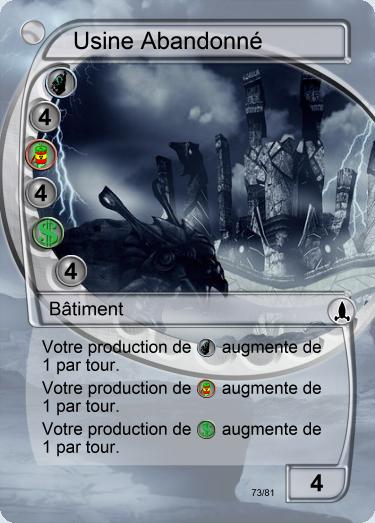 Usine Abandonné
4
4
$
4
Bâtiment
Votre production de augmente de
1 par tour.
Votre production de augmente de
1 par tour.
Votre production de $ augmente de
1 par tour.
73/81
4